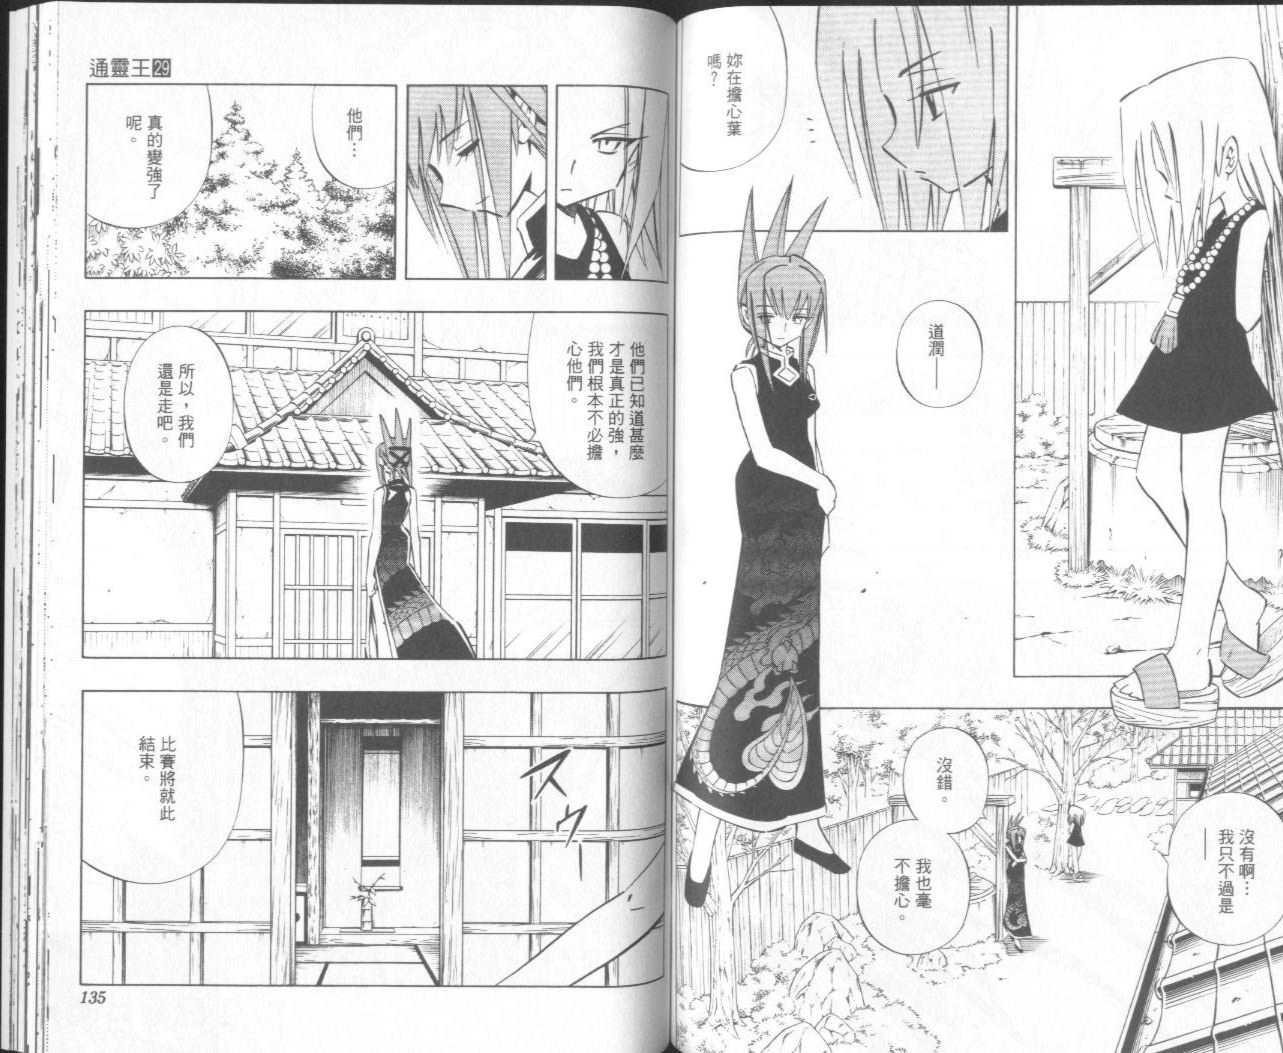 妳在擔心葉
嗎？
道潤——
沒有啊…
我只不過是
——
沒錯。
我也毫
不擔心。
通靈王29
他們…
真的變強了
呢。
他們已知道甚麼
才是真正的強，
我們根本不必擔
心他們。
所以，我們
還是走吧。
スゥ
比賽將就此
結束。
135